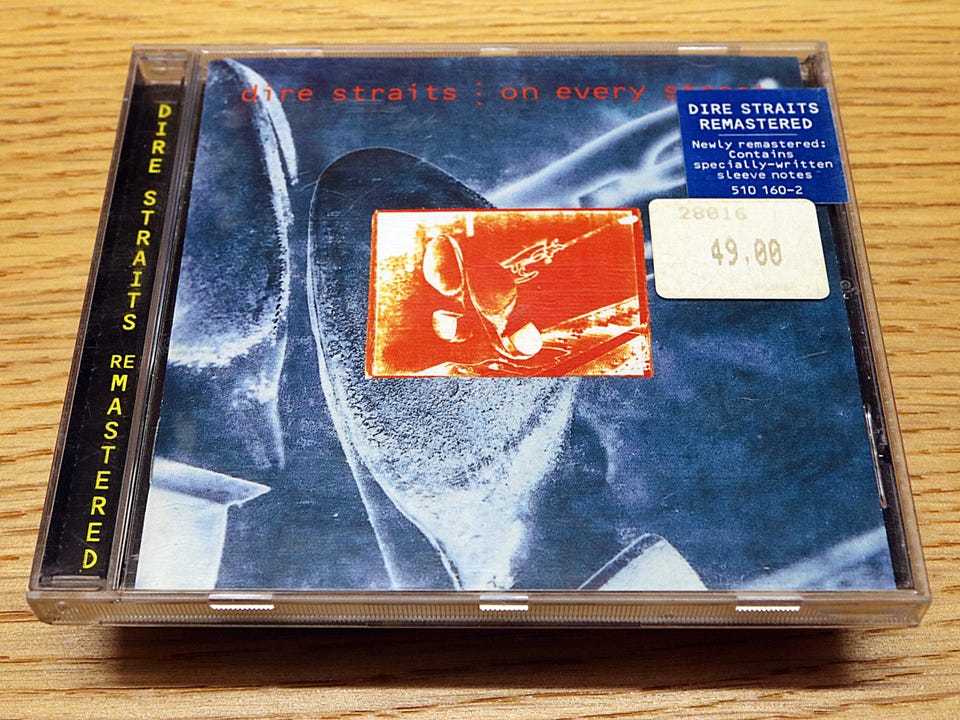 dire straits : on every street
DIRE STRAITS
REMASTERED
Newly remastered:
Contains
specially-written
sleeve notes
510 160-2
28016
49.00
DIRE STRAITS REMASTERED